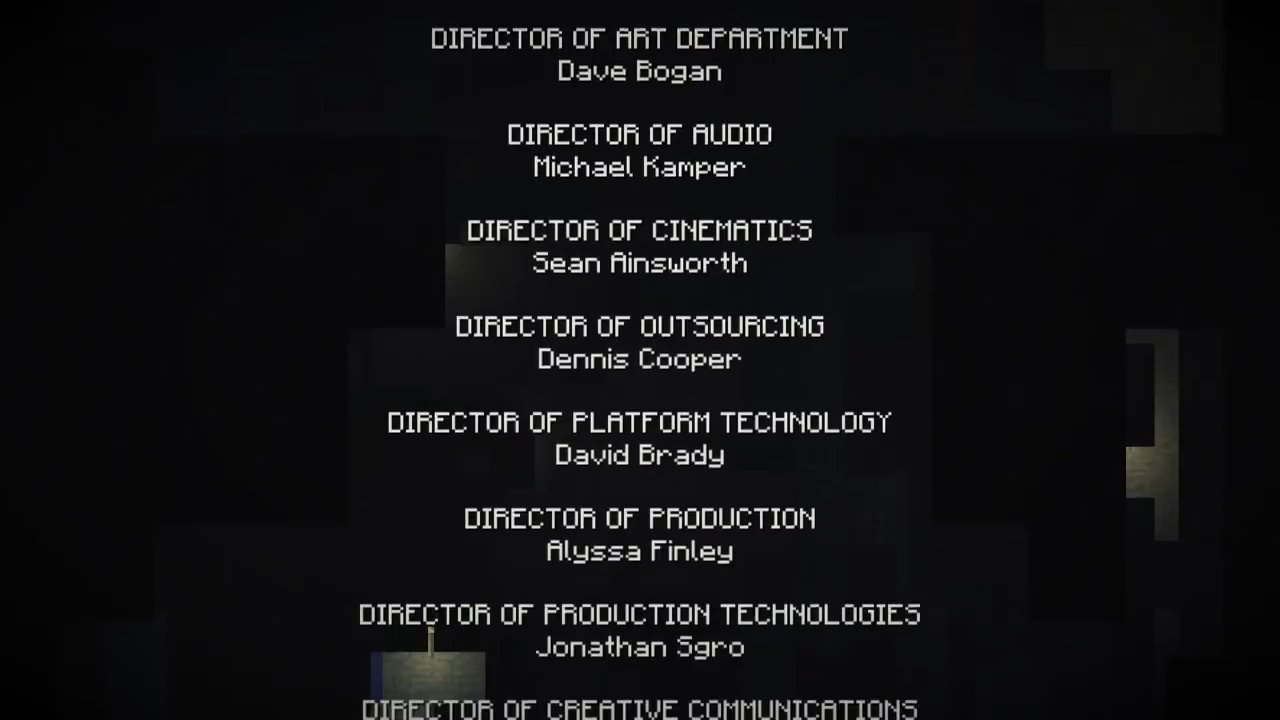 DIRECTOR OF ART DEPARTMENT
Dave Bogan
DIRECTOR OF AUDIO
Michael Kamper
DIRECTOR OF CINEMATICS
Sean Ainsworth
DIRECTOR OF OUTSOURCING
Dennis Cooper
DIRECTOR OF PLATFORM TECHNOLOGY
David Brady
DIRECTOR OF PRODUCTION
Alyssa Finley
DIRECTOR OF PRODUCTION TECHNOLOGIES
Jonathan Sgro
DIRECTOR OF CREATIVE COMMUNICATIONS